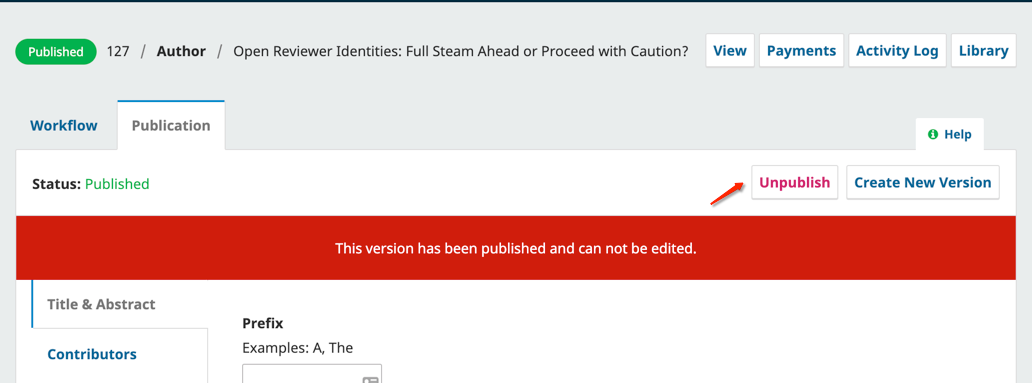 Published 127 / Author / Open Reviewer Identities: Full Steam Ahead or Proceed with Caution? View Payments Activity Log Library
Workflow Publication
Help
Status: Published Unpublish Create New Version
This version has been published and can not be edited.
Title & Abstract
Prefix
Contributors
Examples: A, The